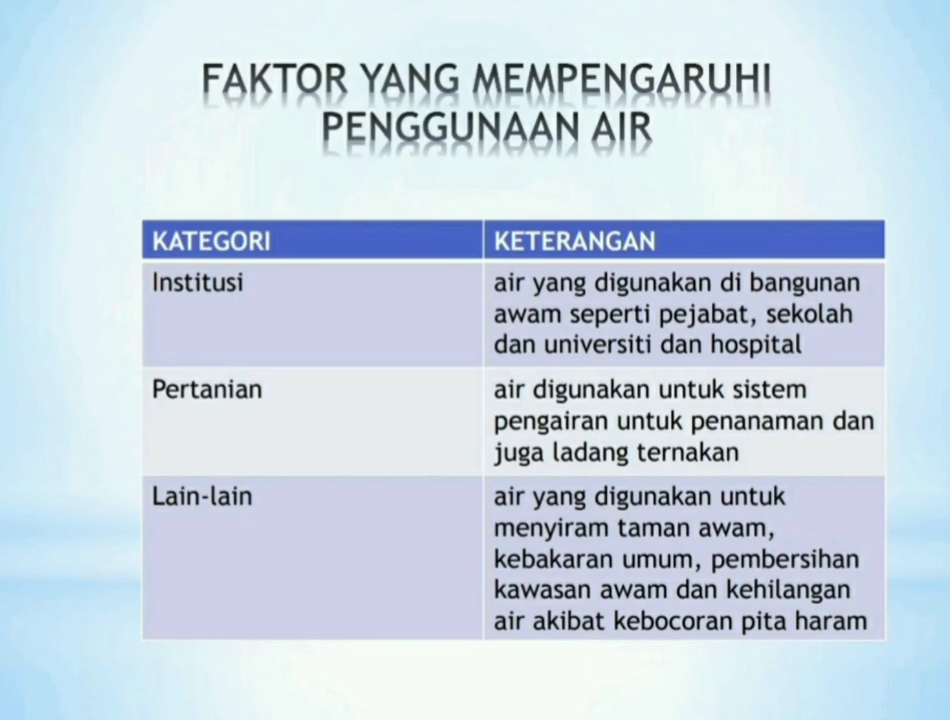 FAKTOR YANG MEMPENGARUHI
PENGGUNAAN AIR
KATEGORI
KETERANGAN
Institusi
air yang digunakan di bangunan
awam seperti pejabat, sekolah
dan universiti dan hospital
Pertanian
air digunakan untuk sistem
pengairan untuk penanaman dan
juga ladang ternakan
Lain-lain
air yang digunakan untuk
menyiram taman awam,
kebakaran umum, pembersihan
kawasan awam dan kehilangan
air akibat kebocoran pita haram